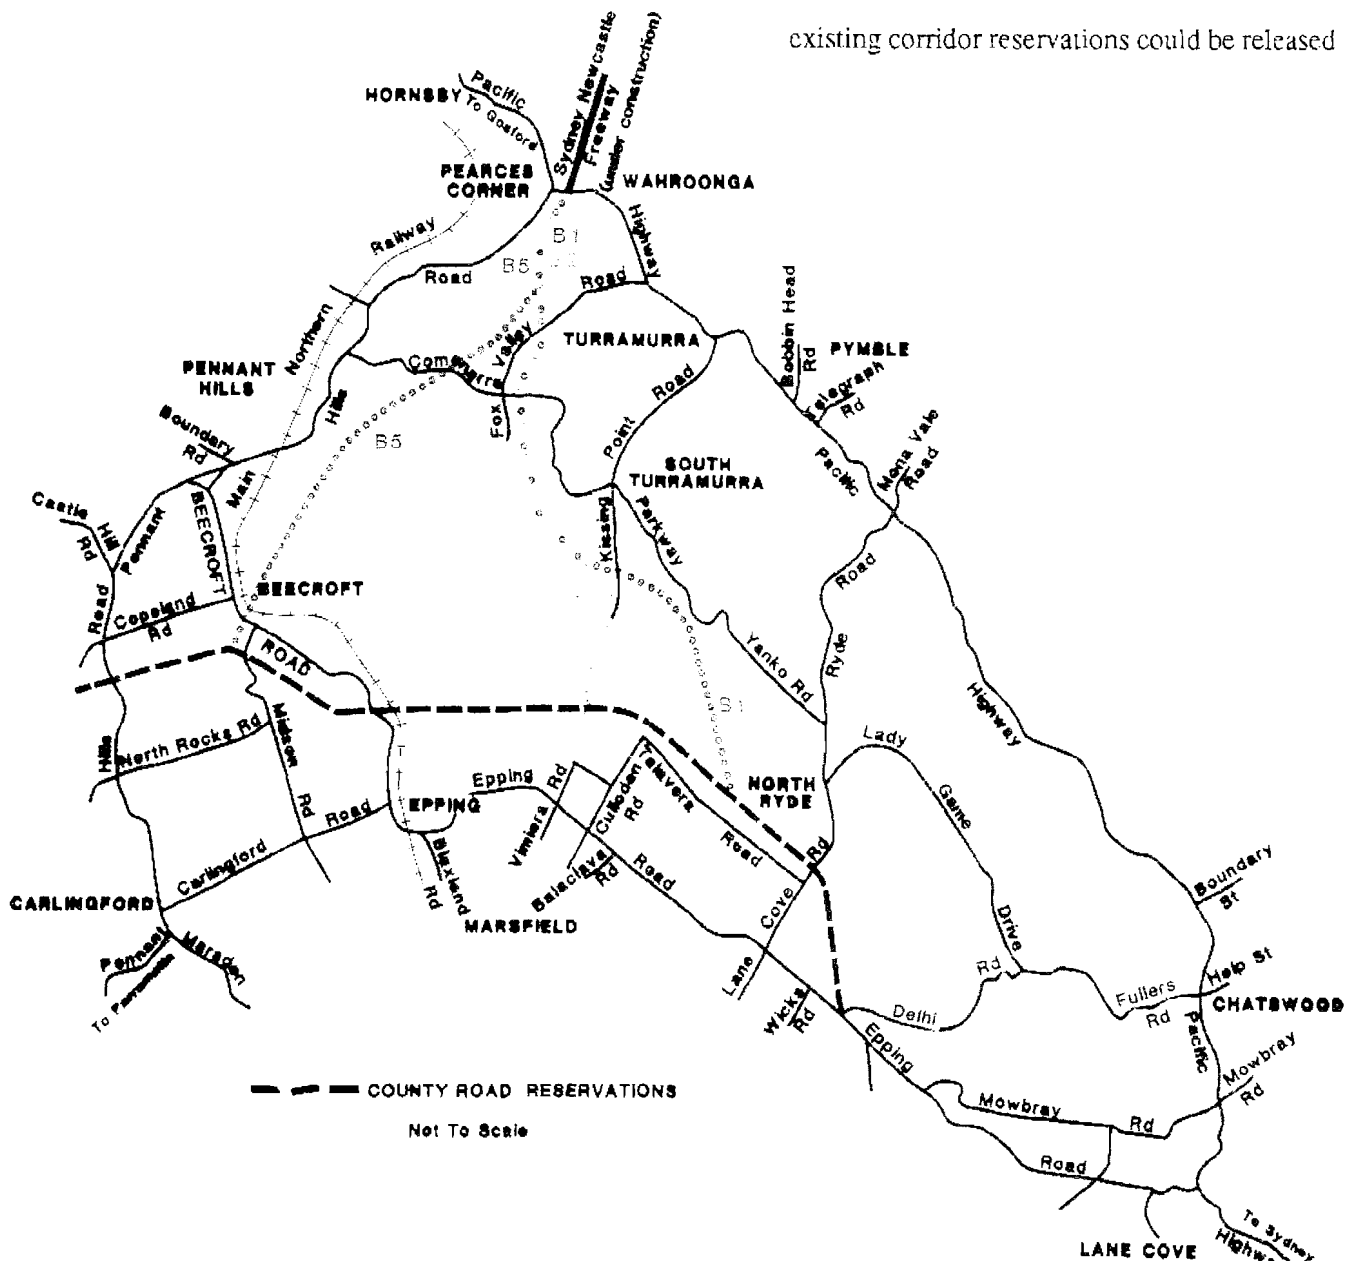 existing corridor reservations could be released
Sydney Newcastle
Freeway
(under construction)
Pacific
To Gosford
HORNSBY
PEARCES
CORNER
WAHROONGA
Highway
Railway
B1
B5
Road
Road
Northern
Bobbin Head
Rd
TURRAMURRA
PYMBLE
Valley
Comenarra
PENNANT
HILLS
Telegraph
Rd
Road
Hills
Fox
Boundary
Rd
B5
Point
Mona Vale
Road
Pacific
SOUTH
TURRAMURRA
Main
Castle
Hill
Rd
Pennant
BEECROFT
Kissing
Parkway
Road
BEECROFT
Road
Copeland
Rd
ROAD
Ryde
Yanko Rd
Highway
Midson
Rd
Hills
North Rocks Rd
Lady
Game
Drive
NORTH
RYDE
Epping
Vimiera Rd
Culloden
Rd
Talavera
Road
EPPING
Road
Carlingford
Balaclava
Rd
Road
Lane Cove Rd
Boundary
St
Blaxland
Rd
CARLINGFORD
MARSFIELD
Pennant
To Parramatta
Marsden
Wicks
Rd
Rd
Delhi
Fullers
Rd
Help St
CHATSWOOD
Pacific
Epping
Mowbray
Rd
COUNTY ROAD RESERVATIONS
Not To Scale
Mowbray
Rd
Road
To Sydney
LANE COVE